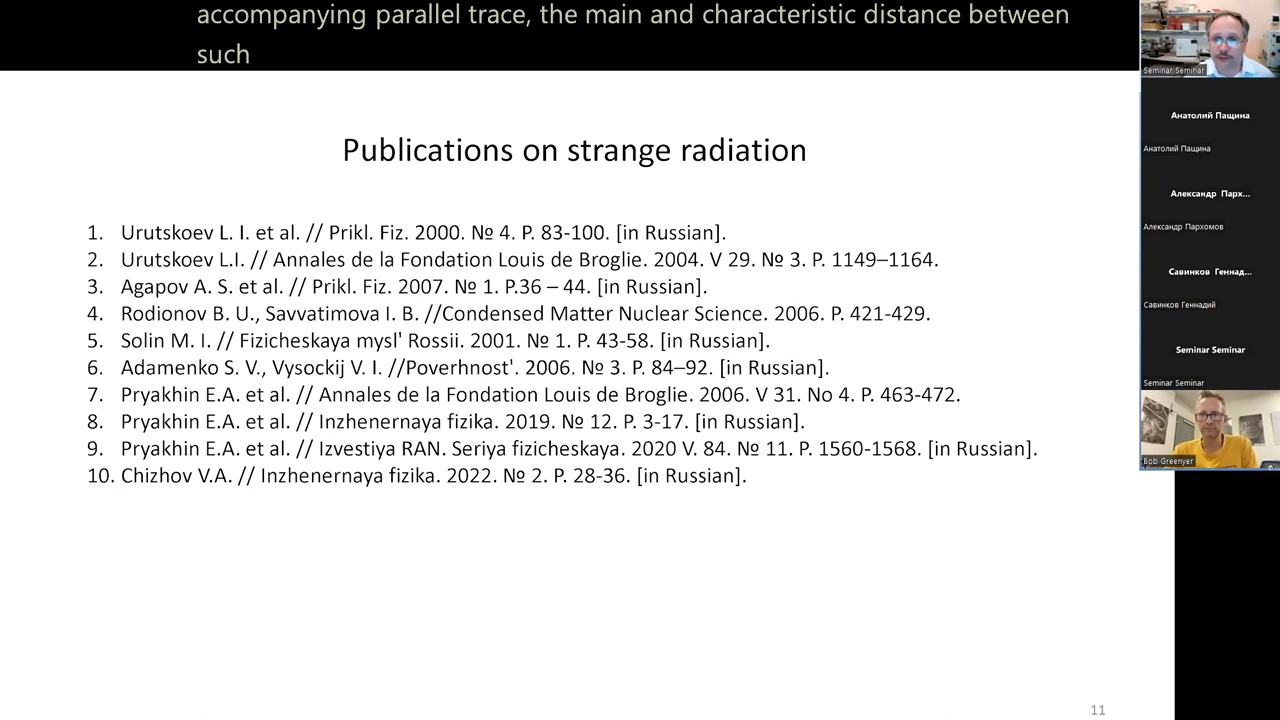 accompanying parallel trace, the main and characteristic distance between
such
Publications on strange radiation
1. Urutskoev L. I. et al. // Prikl. Fiz. 2000. № 4. P. 83-100. [in Russian].
2. Urutskoev L.I. // Annales de la Fondation Louis de Broglie. 2004. V 29. № 3. P. 1149–1164.
3. Agapov A. S. et al. // Prikl. Fiz. 2007. № 1. P.36 – 44. [in Russian].
4. Rodionov B. U., Savvatimova I. B. //Condensed Matter Nuclear Science. 2006. P. 421-429.
5. Solin M. I. // Fizicheskaya mysl' Rossii. 2001. № 1. P. 43-58. [in Russian].
6. Adamenko S. V., Vysockij V. I. //Poverhnost'. 2006. № 3. P. 84–92. [in Russian].
7. Pryakhin E.A. et al. // Annales de la Fondation Louis de Broglie. 2006. V 31. No 4. P. 463-472.
8. Pryakhin E.A. et al. // Inzhenernaya fizika. 2019. № 12. P. 3-17. [in Russian].
9. Pryakhin E.A. et al. // Izvestiya RAN. Seriya fizicheskaya. 2020 V. 84. № 11. P. 1560-1568. [in Russian].
10. Chizhov V.A. // Inzhenernaya fizika. 2022. № 2. P. 28-36. [in Russian].
11
Seminar Seminar
Анатолий Пащина
Анатолий Пащина
Александр Парх...
Александр Пархомов
Савинков Геннад...
Савинков Геннадий
Seminar Seminar
Seminar Seminar
Bob Greenyer